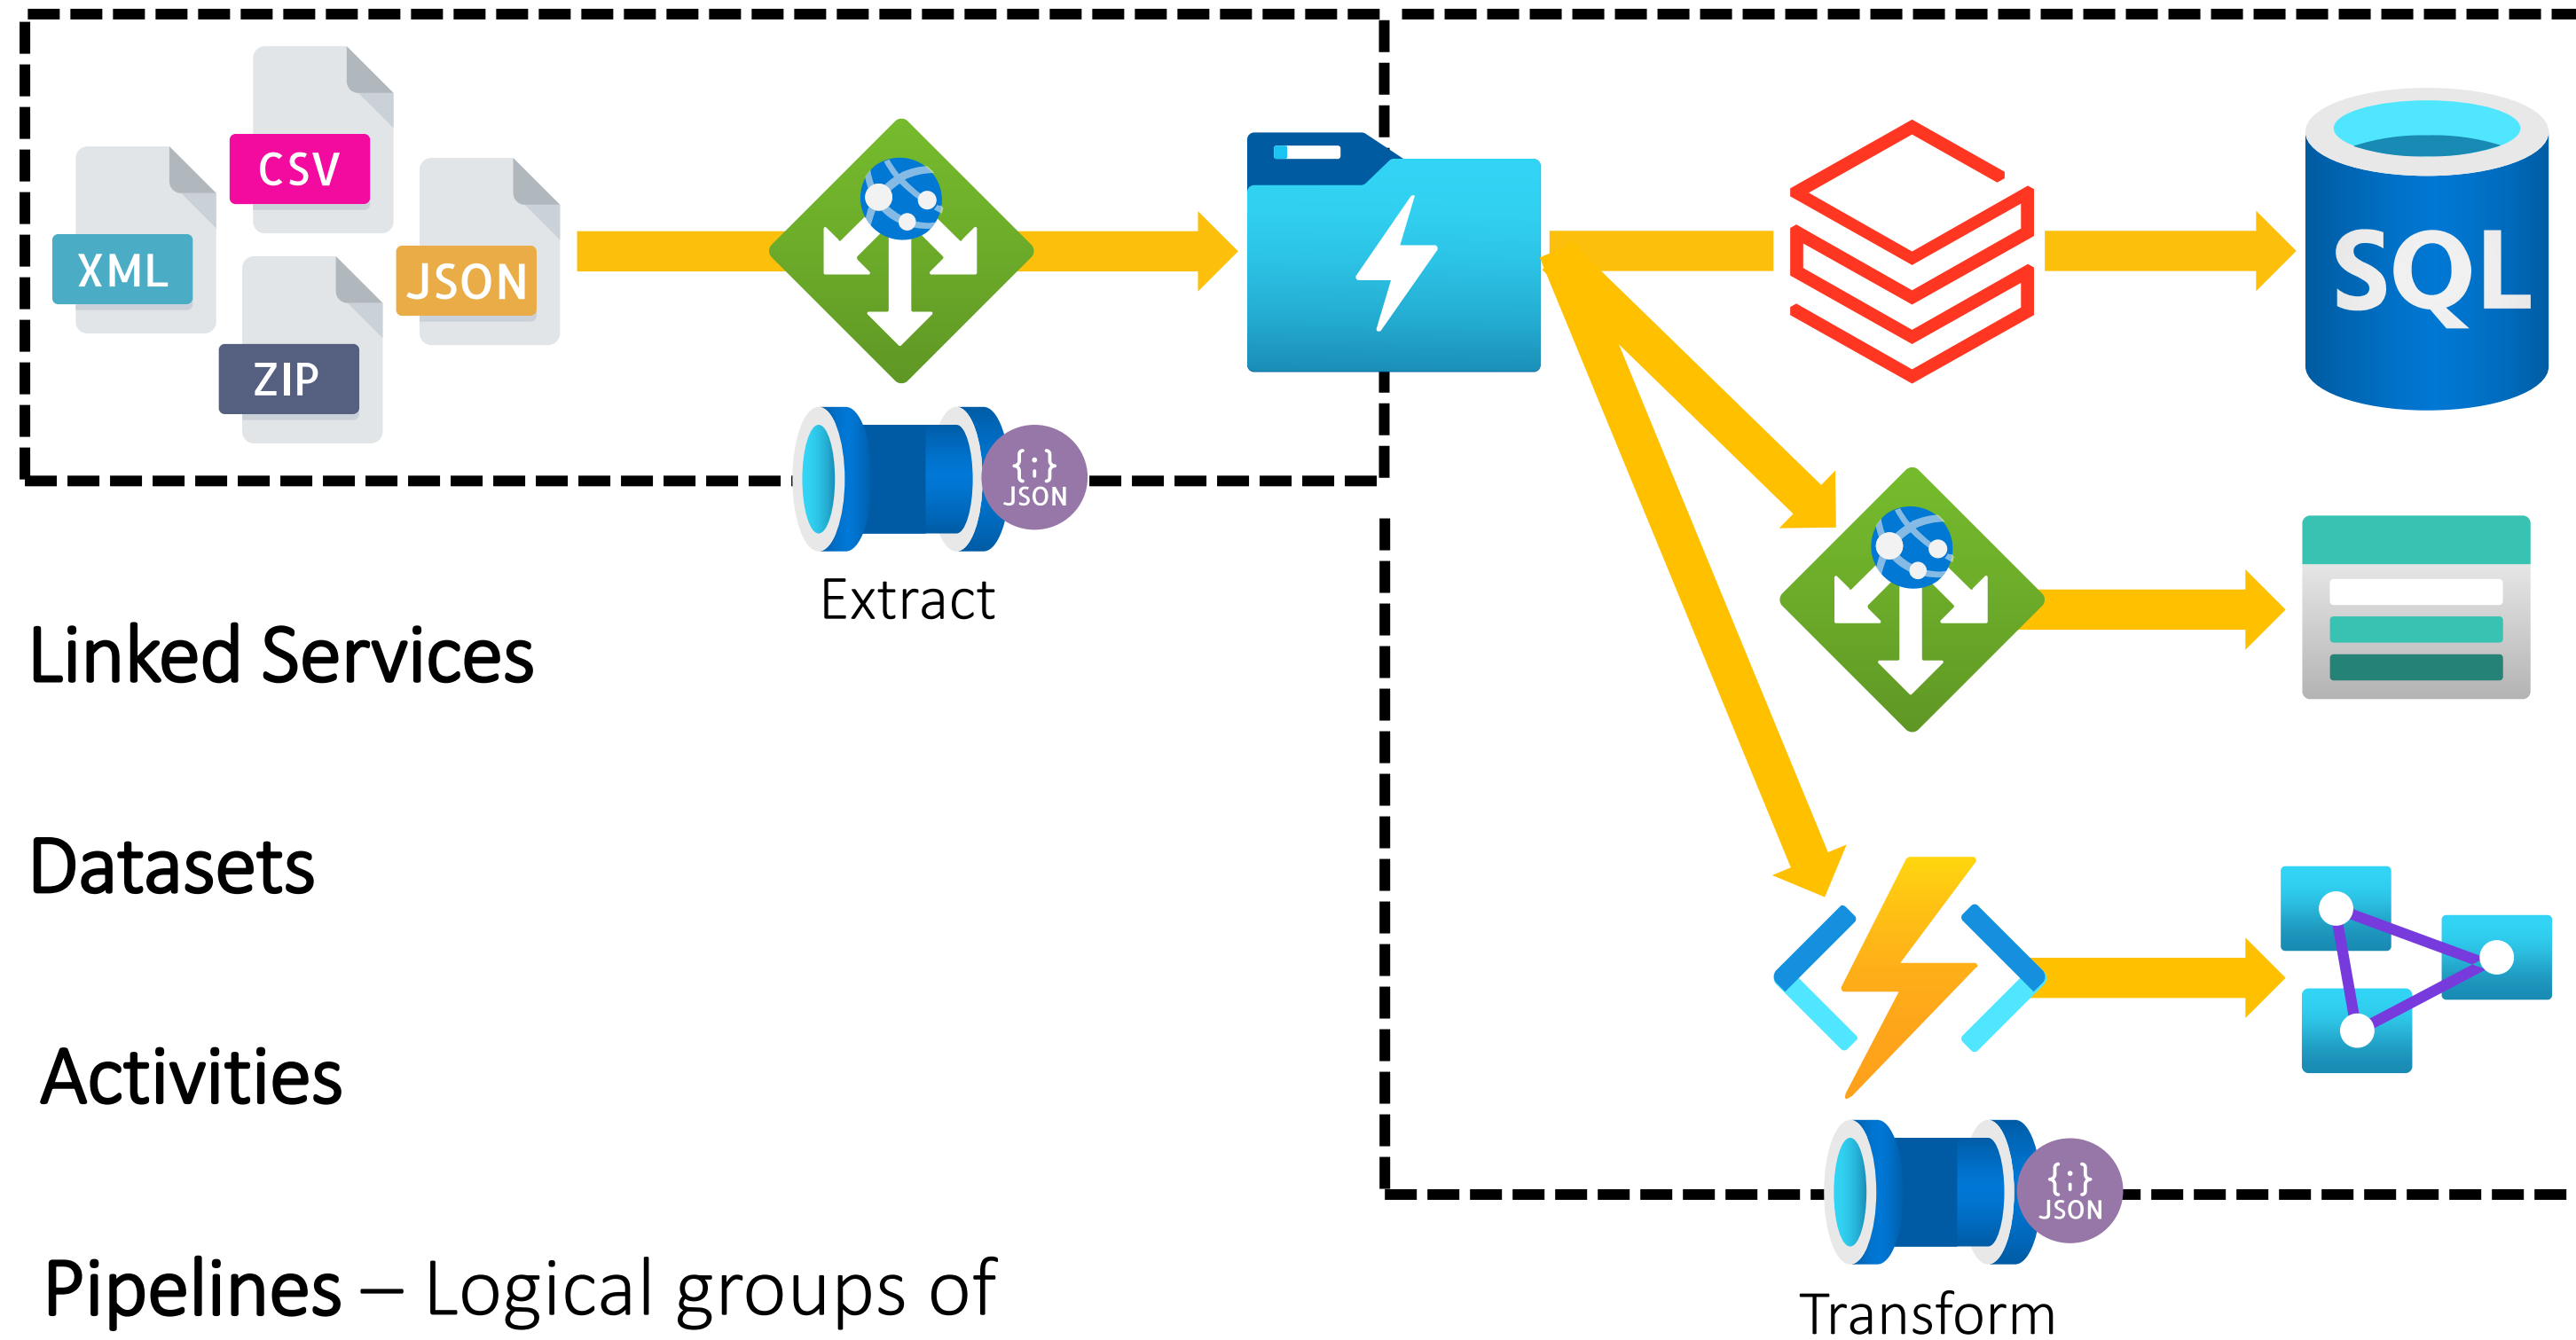 CSV
XML
JSON
ZIP
SQL
{;}
JSON
Extract
Linked Services
Datasets
Activities
{;}
JSON
Pipelines – Logical groups of
Transform